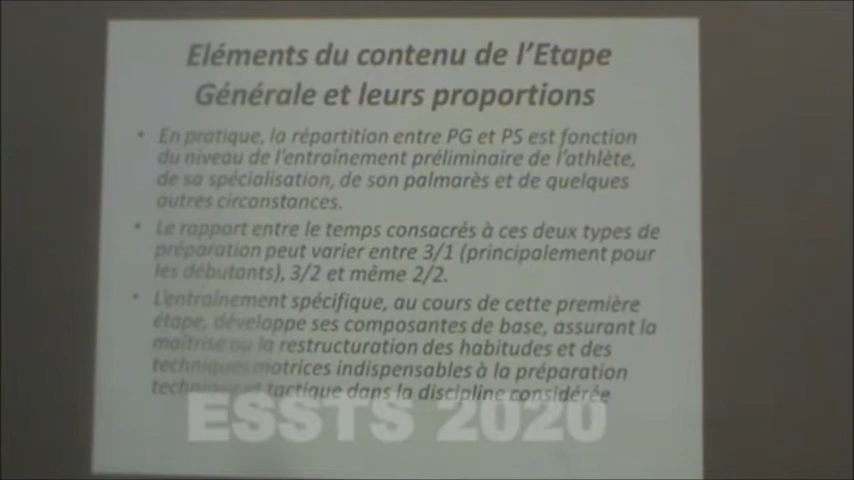 Eléments du contenu de l'Etape
Générale et leurs proportions
• En pratique, la répartition entre PG et PS est fonction
du niveau de l'entraînement préliminaire de l'athlète,
de sa spécialisation, de son palmarès et de quelques
autres circonstances.
• Le rapport entre le temps consacrés à ces deux types de
préparation peut varier entre 3/1 (principalement pour
les débutants), 3/2 et même 2/2.
• L'entraînement spécifique, au cours de cette première
étape, développe ses composantes de base, assurant la
maîtrise ou la restructuration des habitudes et des
techniques motrices indispensables à la préparation
technique et tactique dans la discipline considérée
ESSTS 2020